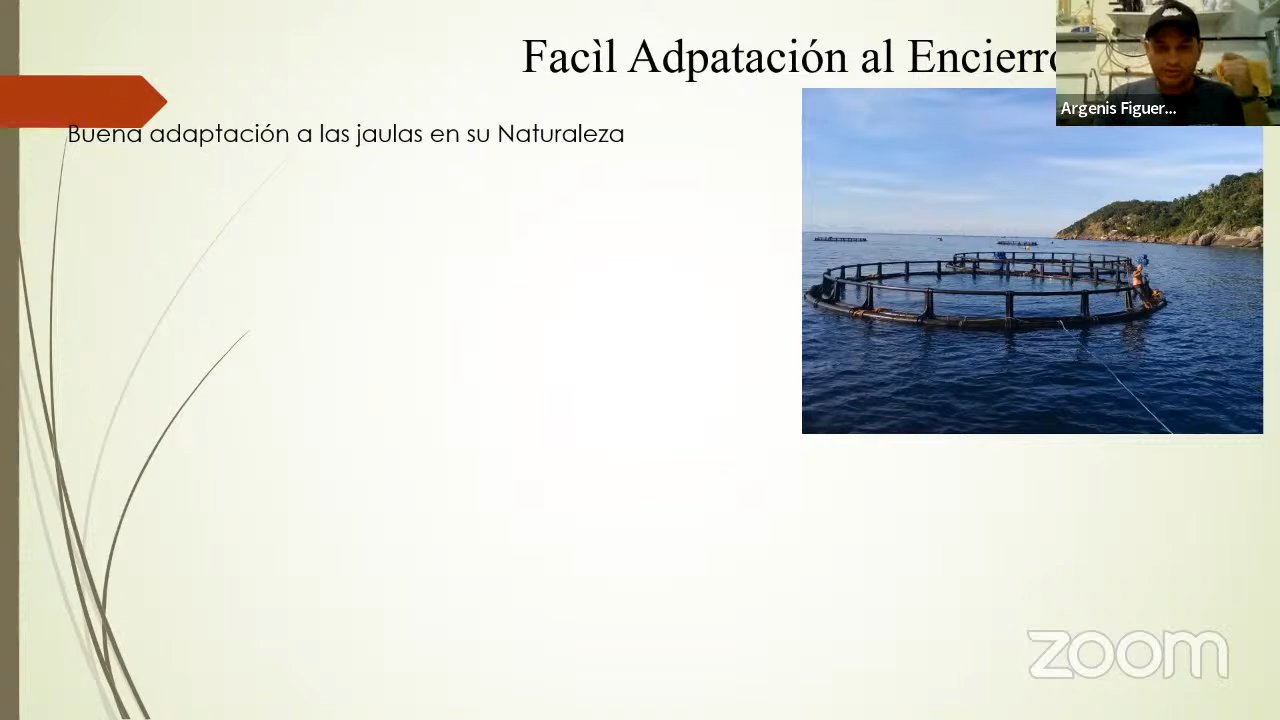 Facìl Adpatación al Encierro
Argenis Figuer...
Buena adaptación a las jaulas en su Naturaleza
zoom